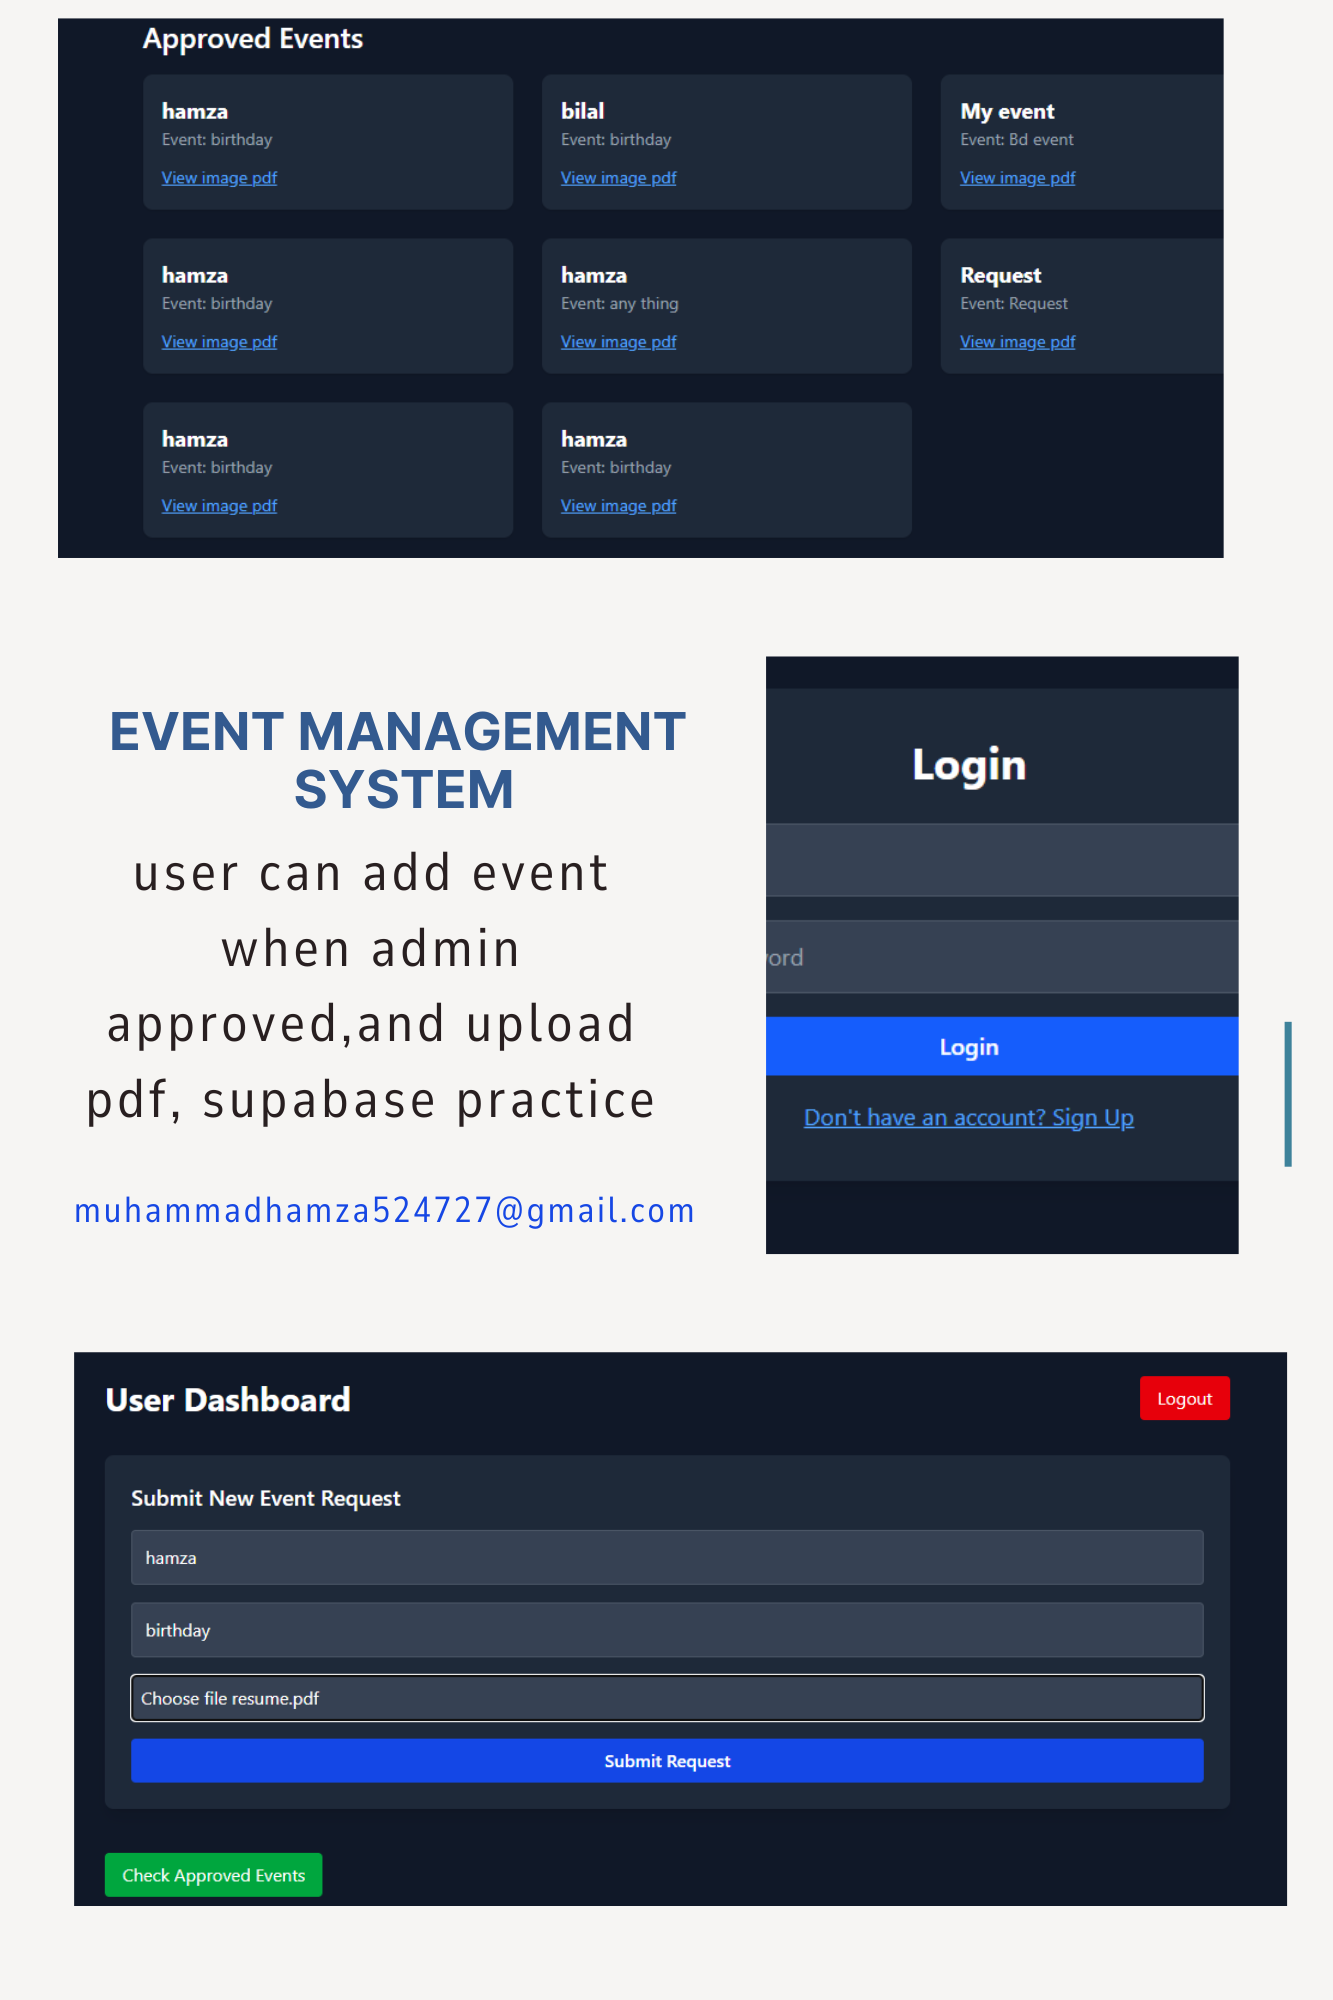 Approved Events
hamza
Event: birthday
View image pdf
bilal
Event: birthday
View image pdf
My event
Event: Bd event
View image pdf
hamza
Event: birthday
View image pdf
hamza
Event: any thing
View image pdf
Request
Event: Request
View image pdf
hamza
Event: birthday
View image pdf
hamza
Event: birthday
View image pdf
EVENT MANAGEMENT
SYSTEM
user can add event
when admin
approved,and upload
pdf, supabase practice
muhammadhamza524727@gmail.com
Login
ord
Login
Don't have an account? Sign Up
User Dashboard
Logout
Submit New Event Request
hamza
birthday
Choose file resume.pdf
Submit Request
Check Approved Events